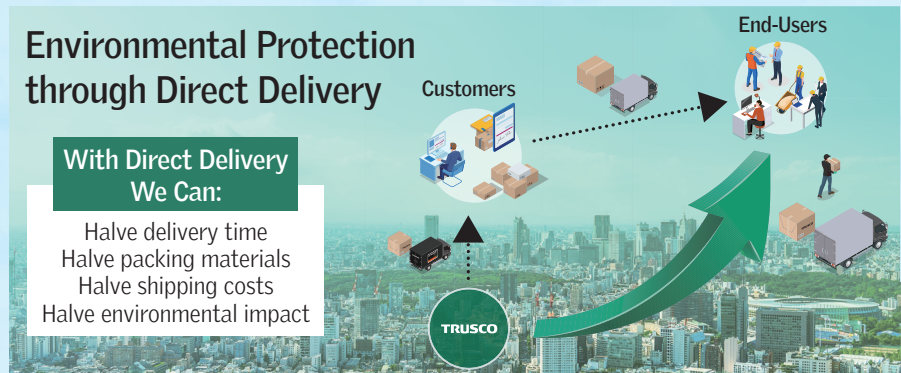 Environmental Protection
through Direct Delivery
With Direct Delivery
We Can:
Halve delivery time
Halve packing materials
Halve shipping costs
Halve environmental impact
Customers
End-Users
TRUSCO